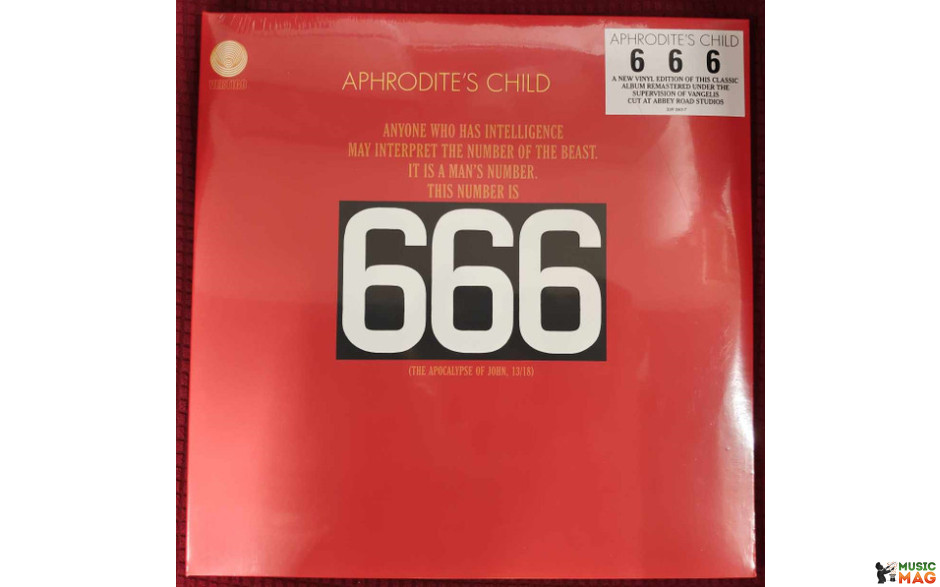 VERTIGO
APHRODITE'S CHILD
ANYONE WHO HAS INTELLIGENCE
MAY INTERPRET THE NUMBER OF THE BEAST.
IT IS A MAN'S NUMBER.
THIS NUMBER IS
666
(THE APOCALYPSE OF JOHN, 13/18)
APHRODITE'S CHILD
6 6 6
A NEW VINYL EDITION OF THIS CLASSIC
ALBUM REMASTERED UNDER THE
SUPERVISION OF VANGELIS
CUT AT ABBEY ROAD STUDIOS
MUSIC
MAG